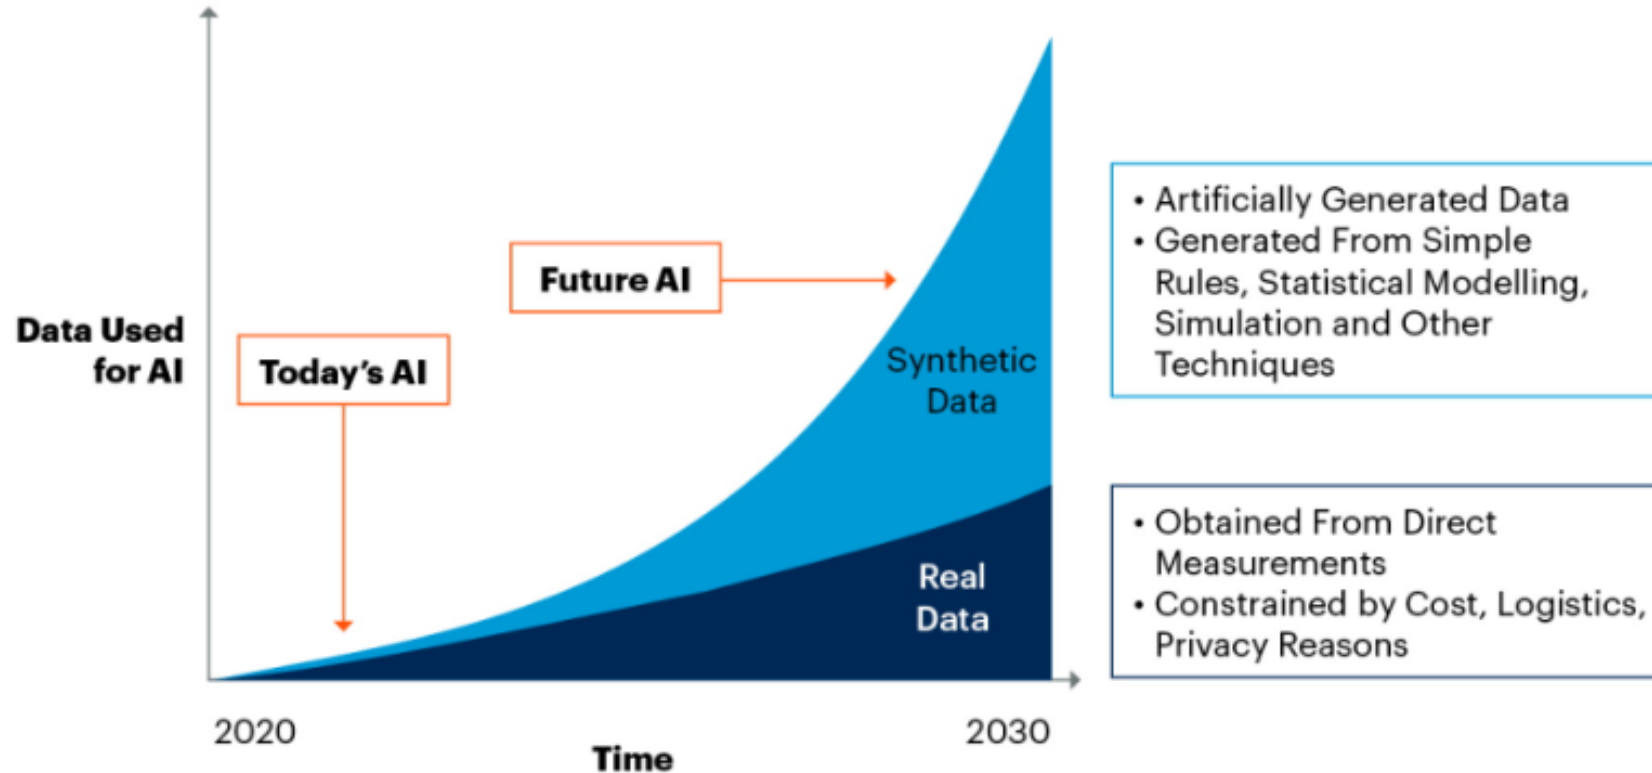 Data Used
for AI
Today's AI
Future AI
Synthetic
Data
Real
Data
2020
2030
Time
• Artificially Generated Data
• Generated From Simple
Rules, Statistical Modelling,
Simulation and Other
Techniques
• Obtained From Direct
Measurements
• Constrained by Cost, Logistics,
Privacy Reasons